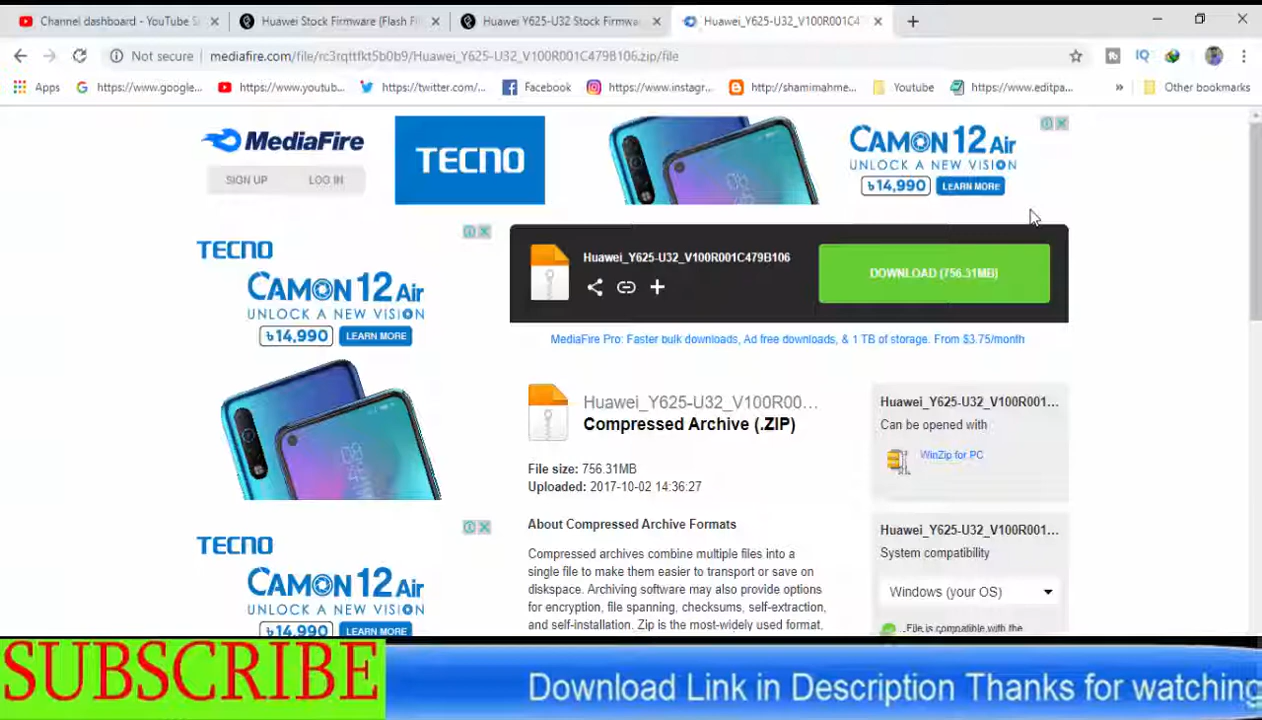 Channel dashboard - YouTube S
Huawei Stock Firmware (Flash F
Huawei Y625-U32 Stock Firmwa
Huawei_Y625-U32_V100R001C4
Not secure
mediafire.com/file/rc3rqttfkt5b0b9/Huawei_Y625-U32_V100R001C479B106.zip/file
IQ
Apps
https://www.google...
https://www.youtub...
https://twitter.com/...
Facebook
https://www.instagr...
http://shamimahme...
Youtube
https://www.editpa...
»
Other bookmarks
MediaFire
SIGN UP
LOG IN
TECNO
CAMON 12 Air
UNLOCK A NEW VISION
৳14,990
LEARN MORE
TECNO
CAMON 12 Air
UNLOCK A NEW VISION
৳14,990
LEARN MORE
Huawei_Y625-U32_V100R001C479B106
DOWNLOAD (756.31MB)
MediaFire Pro: Faster bulk downloads, Ad free downloads, & 1 TB of storage. From $3.75/month
Huawei_Y625-U32_V100R00...
Compressed Archive (.ZIP)
File size: 756.31MB
Uploaded: 2017-10-02 14:36:27
About Compressed Archive Formats
Compressed archives combine multiple files into a
single file to make them easier to transport or save on
diskspace. Archiving software may also provide options
for encryption, file spanning, checksums, self-extraction,
and self-installation. Zip is the most-widely used format,
Huawei_Y625-U32_V100R001...
Can be opened with
WinZip for PC
Huawei_Y625-U32_V100R001...
System compatibility
Windows (your OS)
File is compatible with the
TECNO
CAMON 12 Air
UNLOCK A NEW VISION
৳14,990
LEARN MORE
SUBSCRIBE
Download Link in Description Thanks for watching